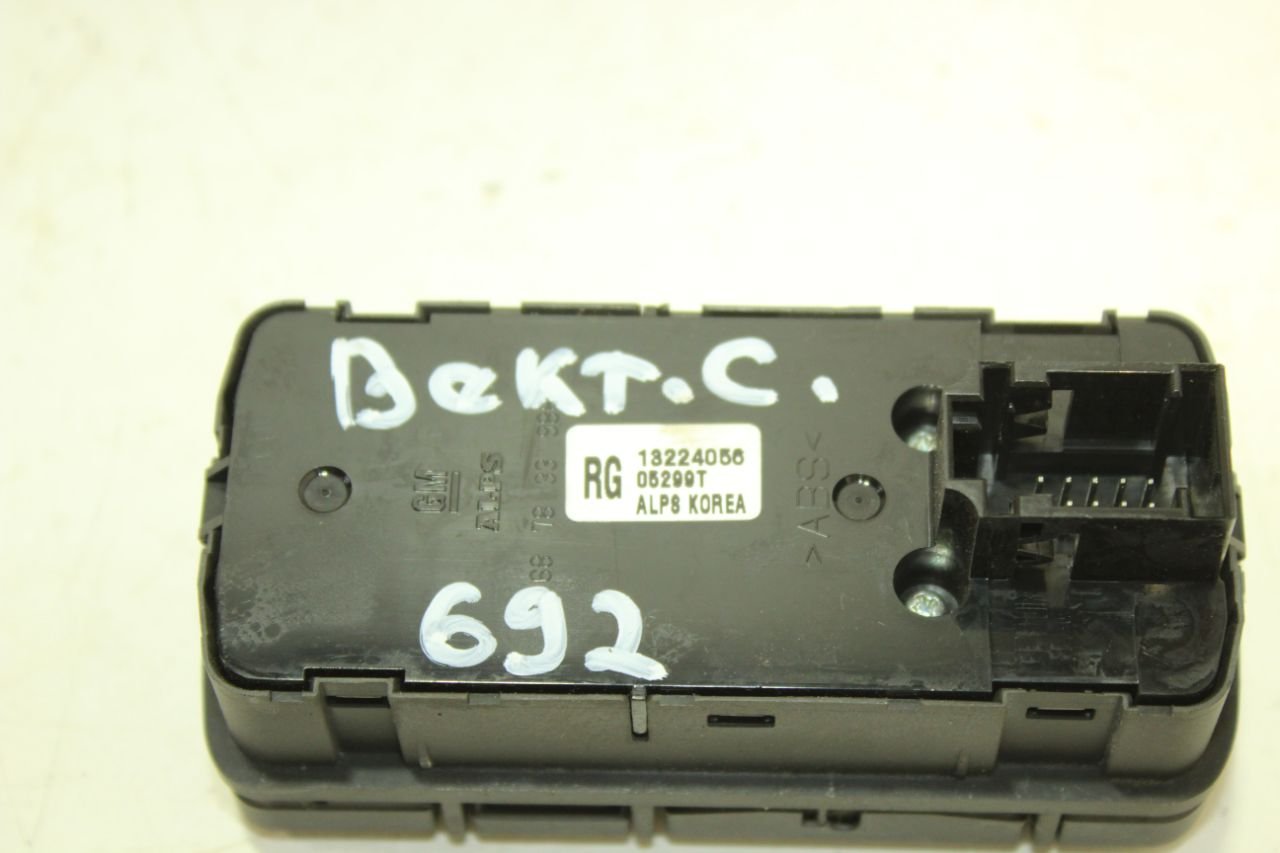 Вект.С.
RG
13224056
05299T
ALPS KOREA
GM
ALPS
>ABS<
692